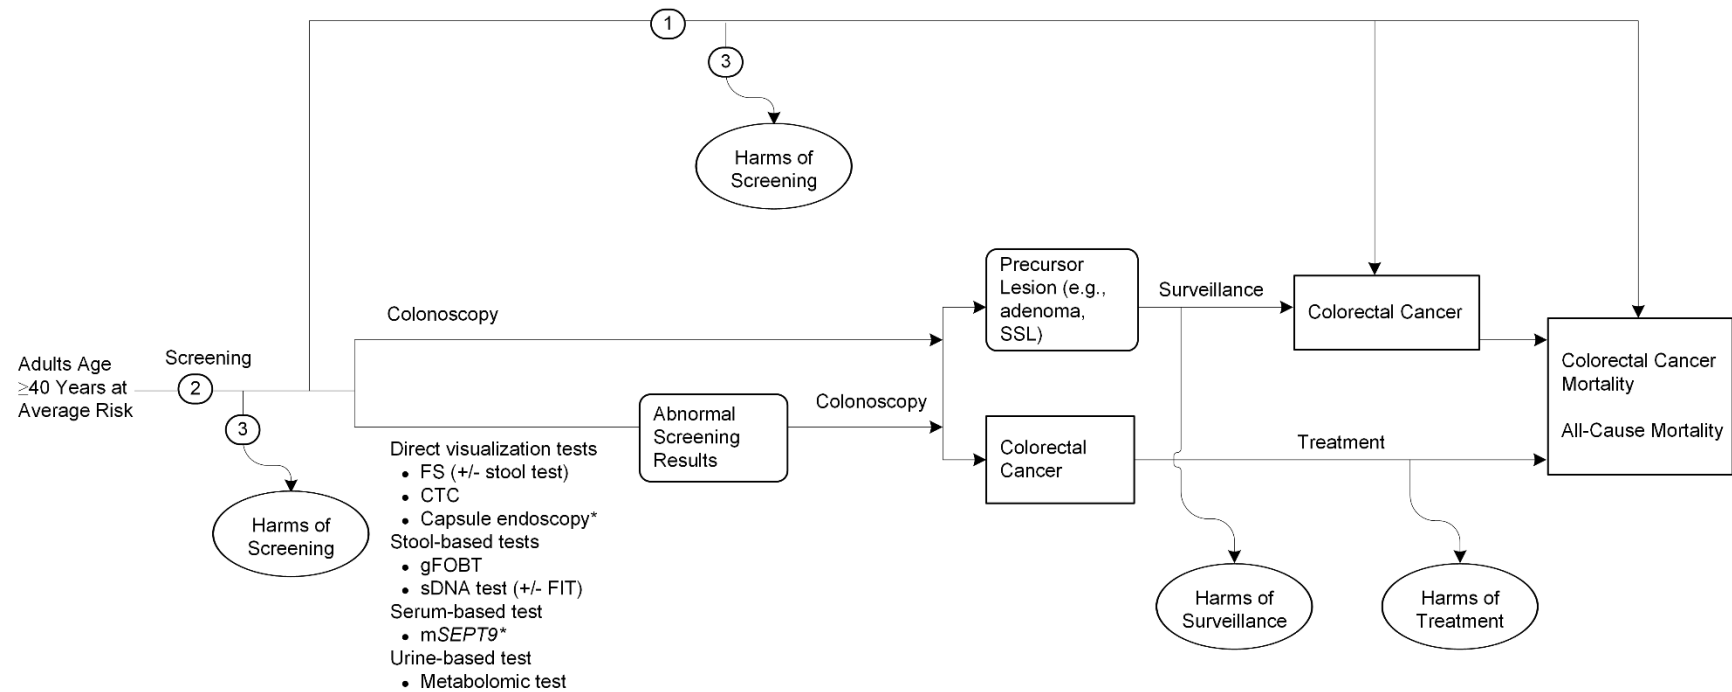 1
3
Harms of
Screening
Precursor
Lesion (e.g.,
adenoma,
SSL)
Surveillance
Colorectal Cancer
Colonoscopy
Adults Age
≥40 Years at
Average Risk
Screening
2
3
Harms of
Screening
Abnormal
Screening
Results
Colonoscopy
Colorectal
Cancer
Treatment
Colorectal Cancer
Mortality
All-Cause Mortality
Direct visualization tests
• FS (+/- stool test)
• CTC
• Capsule endoscopy*
Stool-based tests
• gFOBT
• sDNA test (+/- FIT)
Serum-based test
• mSEPT9*
Urine-based test
• Metabolomic test
Harms of
Surveillance
Harms of
Treatment